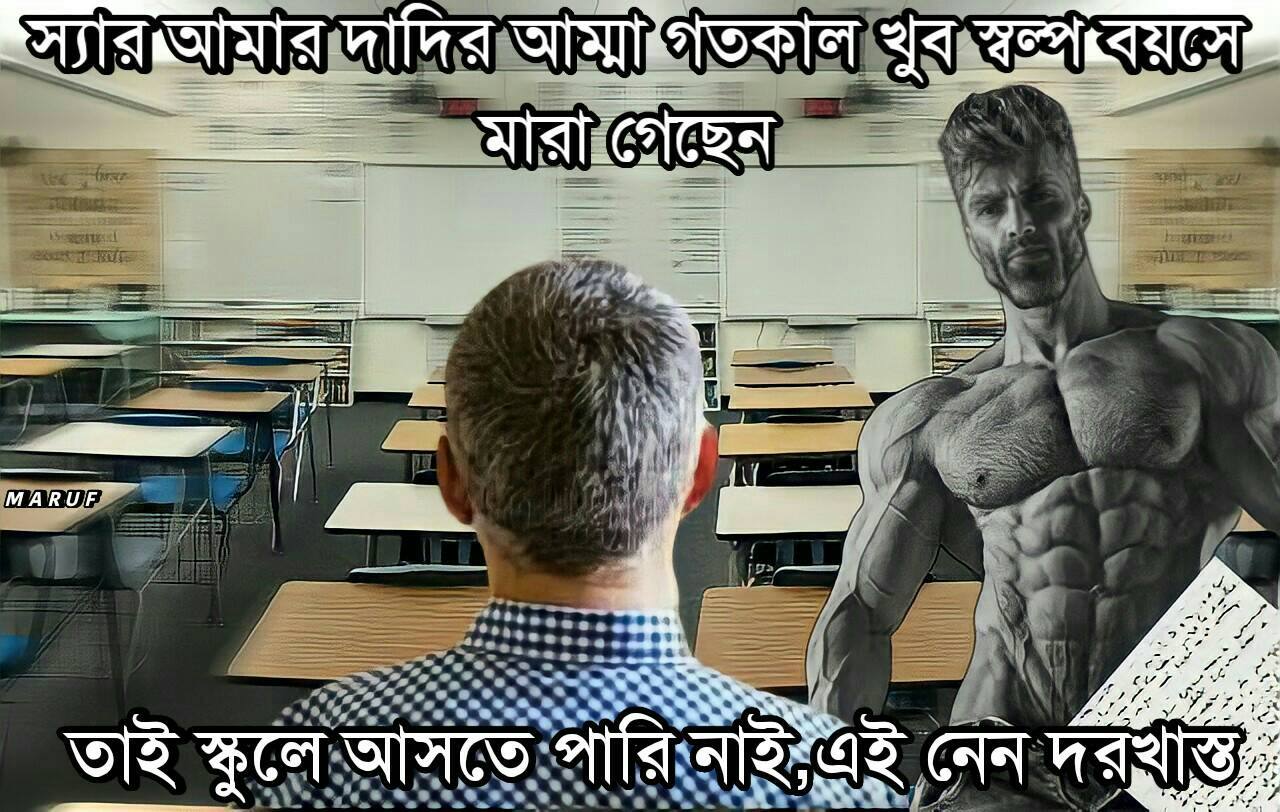 স্যার আমার দাদির আম্মা গতকাল খুব স্বল্প বয়সে
মারা গেছেন
MARUF
তাই স্কুলে আসতে পারি নাই,এই নেন দরখাস্ত